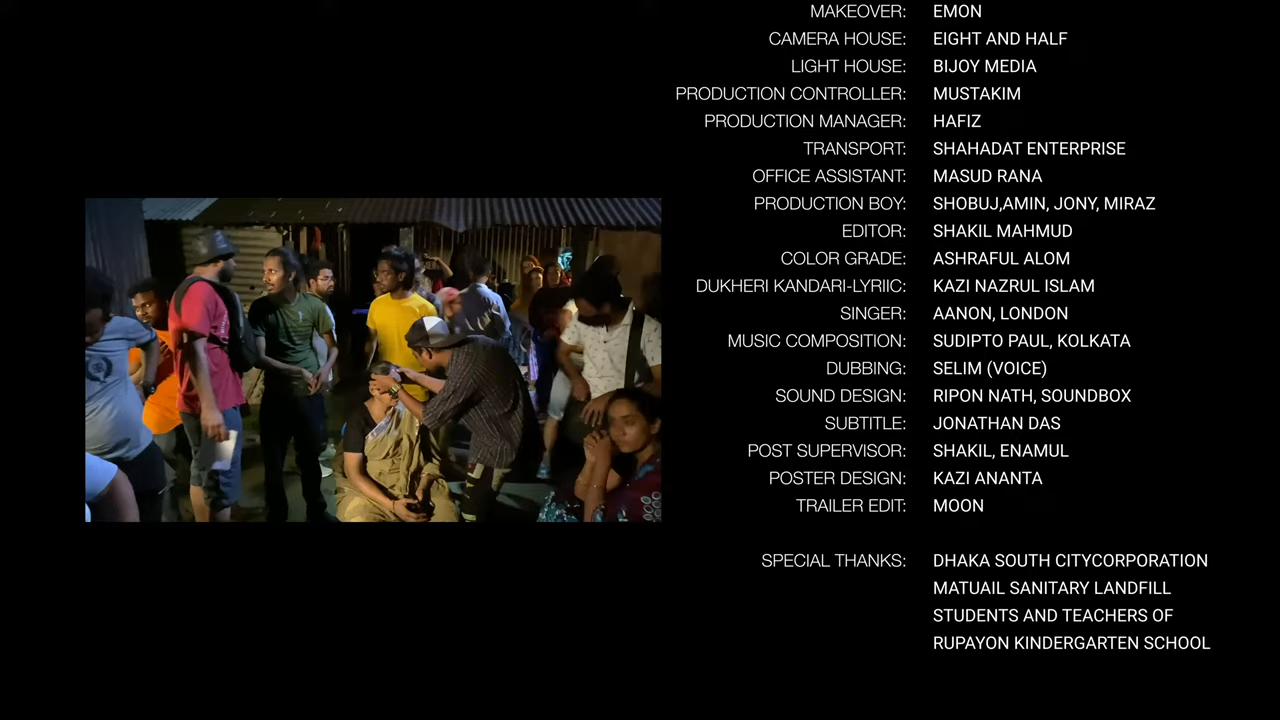 MAKEOVER: EMON
CAMERA HOUSE: EIGHT AND HALF
LIGHT HOUSE: BIJOY MEDIA
PRODUCTION CONTROLLER: MUSTAKIM
PRODUCTION MANAGER: HAFIZ
TRANSPORT: SHAHADAT ENTERPRISE
OFFICE ASSISTANT: MASUD RANA
PRODUCTION BOY: SHOBUJ,AMIN, JONY, MIRAZ
EDITOR: SHAKIL MAHMUD
COLOR GRADE: ASHRAFUL ALOM
DUKHERI KANDARI-LYRIIC: KAZI NAZRUL ISLAM
SINGER: AANON, LONDON
MUSIC COMPOSITION: SUDIPTO PAUL, KOLKATA
DUBBING: SELIM (VOICE)
SOUND DESIGN: RIPON NATH, SOUNDBOX
SUBTITLE: JONATHAN DAS
POST SUPERVISOR: SHAKIL, ENAMUL
POSTER DESIGN: KAZI ANANTA
TRAILER EDIT: MOON
SPECIAL THANKS: DHAKA SOUTH CITYCORPORATION
MATUAIL SANITARY LANDFILL
STUDENTS AND TEACHERS OF
RUPAYON KINDERGARTEN SCHOOL